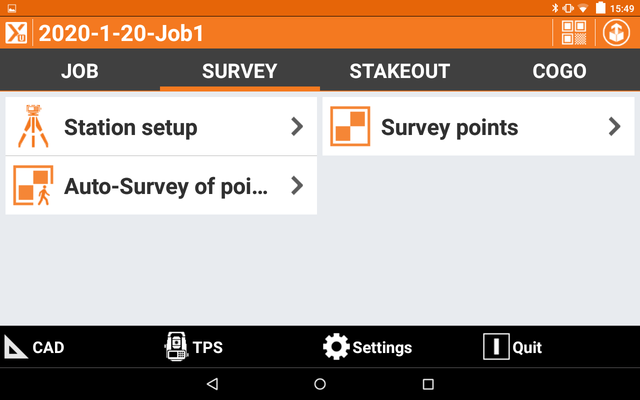 15:49
2020-1-20-Job1
JOB SURVEY STAKEOUT COGO
Station setup
Survey points
Auto-Survey of poi...
CAD TPS Settings Quit